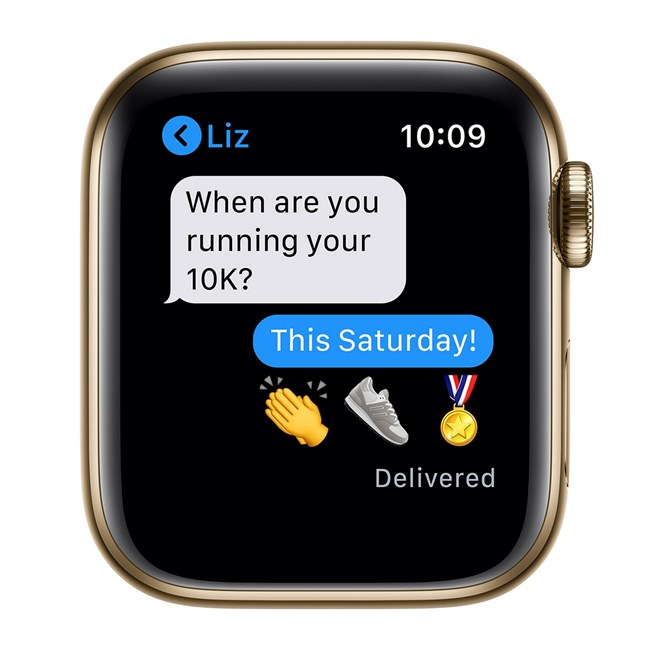 Liz
10:09
When are you
running your
10K?
This Saturday!
👏 👟 🏅
Delivered